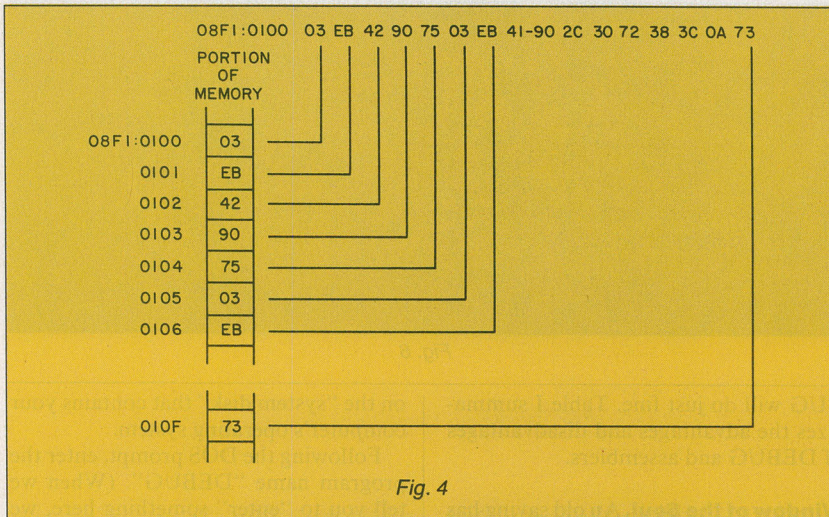 08F1:0100 03 EB 42 90 75 03 EB 41-90 2C 30 72 38 3C 0A 73
PORTION
OF
MEMORY
08F1:0100 03
0101 EB
0102 42
0103 90
0104 75
0105 03
0106 EB
010F 73
Fig. 4